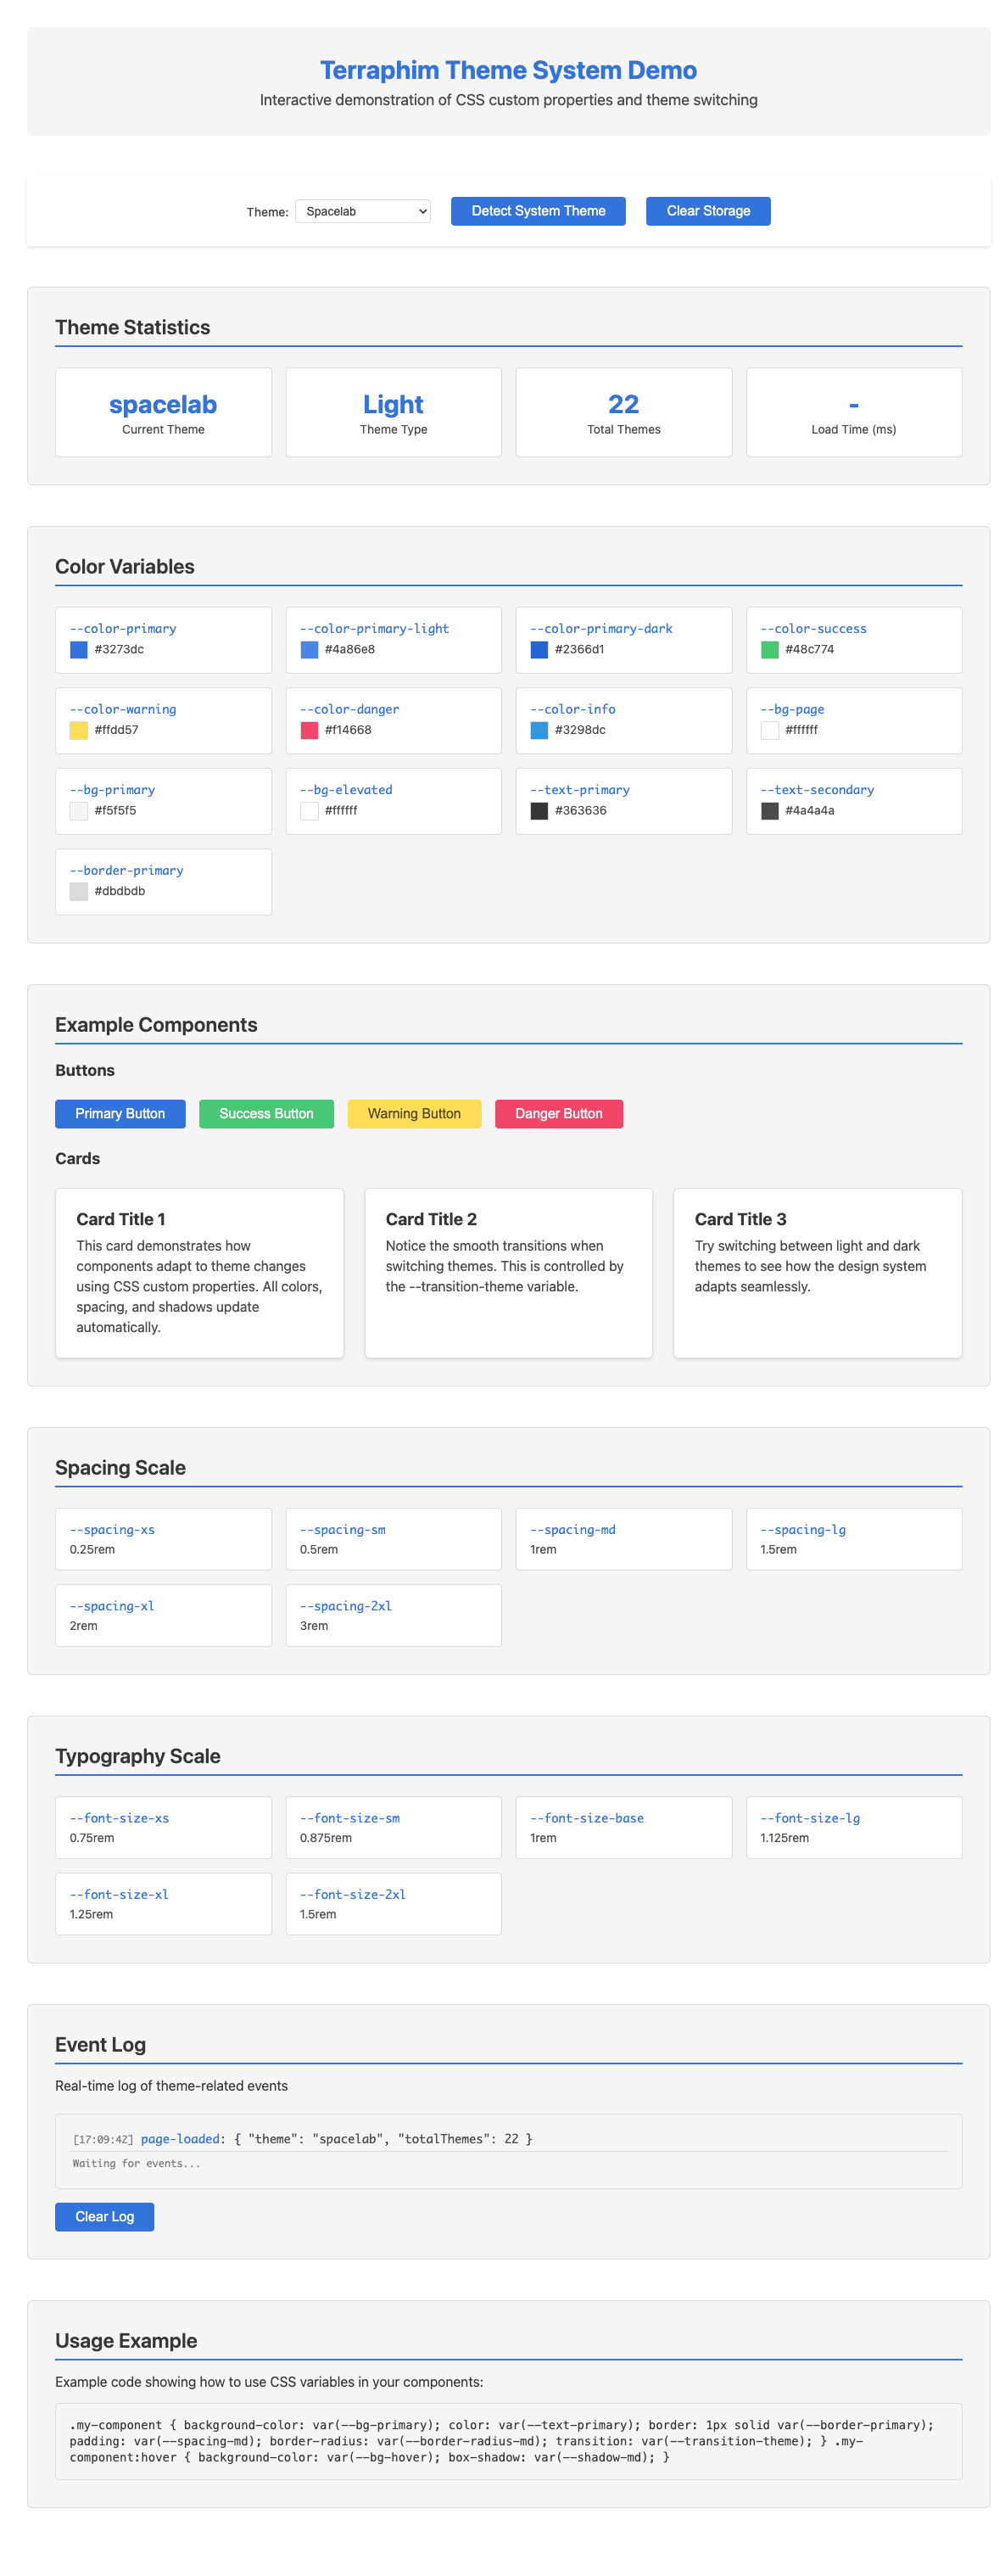 Terraphim Theme System Demo
Interactive demonstration of CSS custom properties and theme switching
Theme: Spacelab Detect System Theme Clear Storage
Theme Statistics
spacelab Light 22 -
Current Theme Theme Type Total Themes Load Time (ms)
Color Variables
--color-primary --color-primary-light --color-primary-dark --color-success
#3273dc #4a86e8 #2366d1 #48c774
--color-warning --color-danger --color-info --bg-page
#ffdd57 #f14668 #3298dc #ffffff
--bg-primary --bg-elevated --text-primary --text-secondary
#f5f5f5 #ffffff #363636 #4a4a4a
--border-primary
#dbdbdb
Example Components
Buttons
Primary Button Success Button Warning Button Danger Button
Cards
Card Title 1
This card demonstrates how
components adapt to theme changes
using CSS custom properties. All colors,
spacing, and shadows update
automatically.
Card Title 2
Notice the smooth transitions when
switching themes. This is controlled by
the --transition-theme variable.
Card Title 3
Try switching between light and dark
themes to see how the design system
adapts seamlessly.
Spacing Scale
--spacing-xs --spacing-sm --spacing-md --spacing-lg
0.25rem 0.5rem 1rem 1.5rem
--spacing-xl --spacing-2xl
2rem 3rem
Typography Scale
--font-size-xs --font-size-sm --font-size-base --font-size-lg
0.75rem 0.875rem 1rem 1.125rem
--font-size-xl --font-size-2xl
1.25rem 1.5rem
Event Log
Real-time log of theme-related events
[17:09:42] page-loaded: { "theme": "spacelab", "totalThemes": 22 }
Waiting for events...
Clear Log
Usage Example
Example code showing how to use CSS variables in your components:
.my-component { background-color: var(--bg-primary); color: var(--text-primary); border: 1px solid var(--border-primary);
padding: var(--spacing-md); border-radius: var(--border-radius-md); transition: var(--transition-theme); } .my-
component:hover { background-color: var(--bg-hover); box-shadow: var(--shadow-md); }